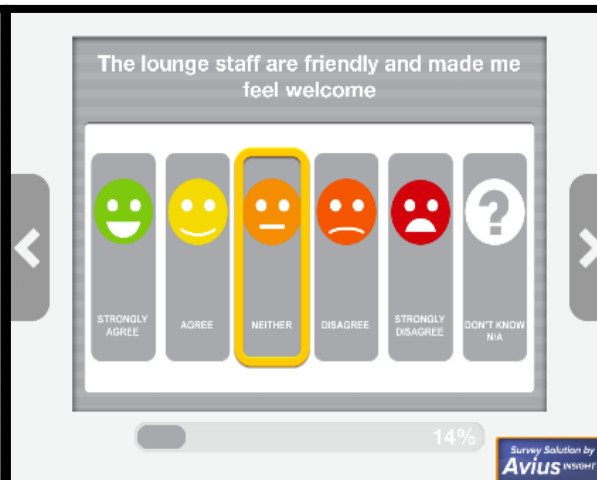 The lounge staff are friendly and made me
feel welcome
STRONGLY
AGREE
AGREE
NEITHER
DISAGREE
STRONGLY
DISAGREE
DON'T KNOW
N/A
14%
Survey Solution by
Avius INSIGHT